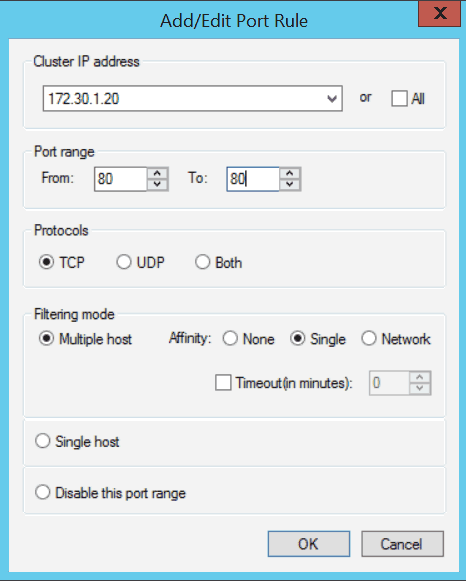 Add/Edit Port Rule
X
Cluster IP address
172.30.1.20 or All
Port range
From: 80 To: 80
Protocols
TCP UDP Both
Filtering mode
Multiple host Affinity: None Single Network
Timeout(in minutes): 0
Single host
Disable this port range
OK Cancel